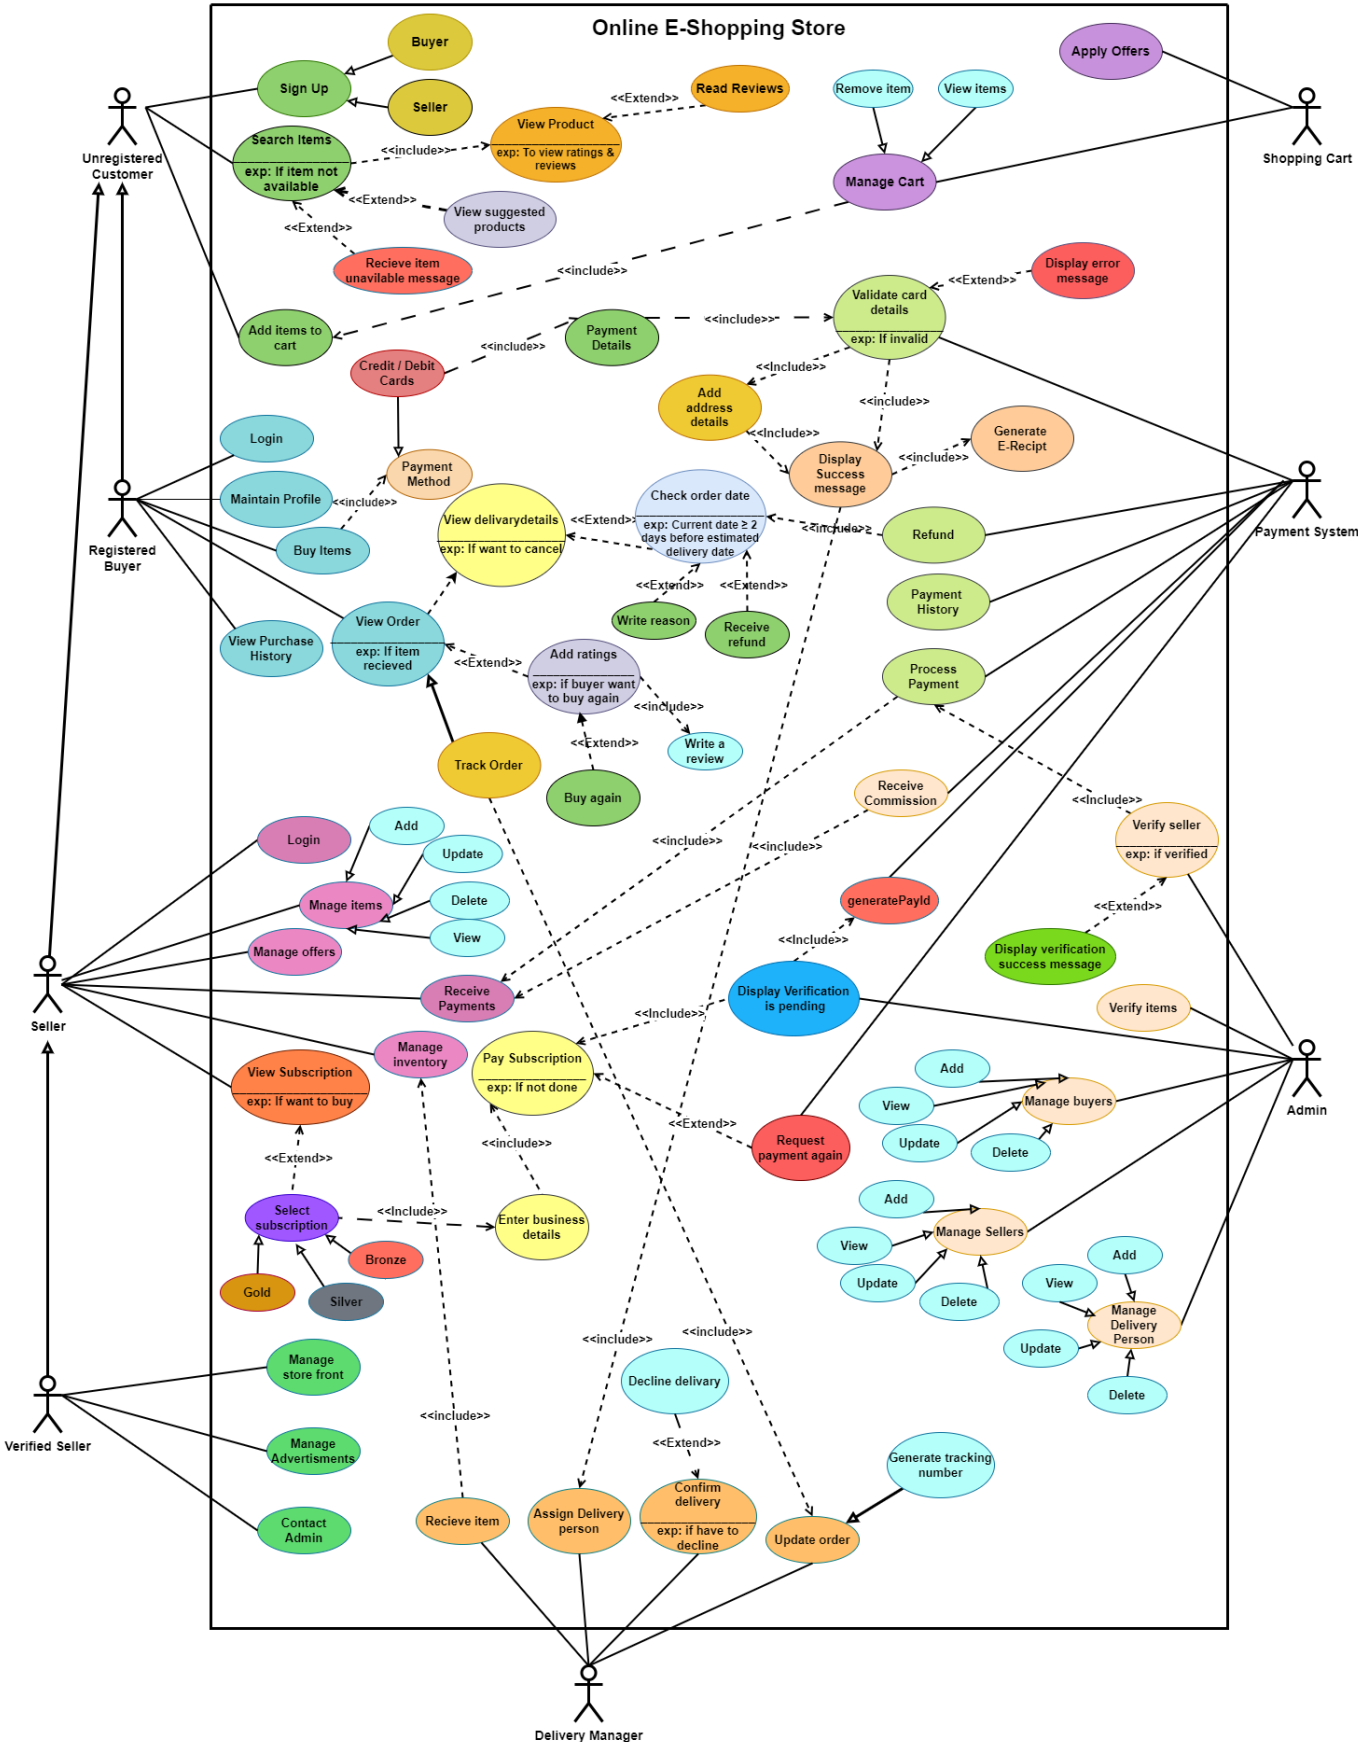 Online E-Shopping Store
Buyer
Sign Up
Seller
Unregistered
Customer
Search Items
exp: If item not
available
<<include>>
View Product
exp: To view ratings &
reviews
<<Extend>>
Read Reviews
Remove item
View items
Apply Offers
Manage Cart
Shopping Cart
<<Extend>>
View suggested
products
<<Extend>>
Recieve item
unavilable message
<<include>>
Add items to
cart
Payment
Details
<<include>>
Validate card
details
exp: If invalid
<<Extend>>
Display error
message
Credit / Debit
Cards
<<include>>
<<Include>>
Add
address
details
<<include>>
<<Include>>
Generate
E-Recipt
<<include>>
Display
Success
message
Login
Payment
Method
Maintain Profile
<<include>>
Registered
Buyer
Buy Items
View delivarydetails
exp: If want to cancel
<<Extend>>
Check order date
exp: Current date ≥ 2
days before estimated
delivery date
<<include>>
Refund
Payment System
<<Extend>>
<<Extend>>
Write reason
Receive
refund
Payment
History
View Purchase
History
View Order
exp: If item
recieved
<<Extend>>
Add ratings
exp: if buyer want
to buy again
<<include>>
Process
Payment
Track Order
<<Extend>>
Write a
review
Buy again
Receive
Commission
<<Include>>
Verify seller
exp: if verified
<<include>>
<<include>>
Login
Add
Update
Mnage items
Delete
View
Manage offers
generatePayId
<<Extend>>
<<Include>>
Display verification
success message
Seller
Receive
Payments
Display Verification
is pending
<<Include>>
Verify items
Manage
inventory
Pay Subscription
exp: If not done
View Subscription
exp: If want to buy
Add
View
Manage buyers
Update
Delete
Admin
<<Extend>>
Request
payment again
<<include>>
<<Extend>>
Select
subscription
<<Include>>
Enter business
details
Gold
Silver
Bronze
Add
View
Manage Sellers
Update
Delete
Add
View
Manage
Delivery
Person
Update
Delete
<<include>>
<<include>>
Manage
store front
Decline delivary
Verified Seller
<<include>>
<<Extend>>
Manage
Advertisments
Generate tracking
number
Contact
Admin
Recieve item
Assign Delivery
person
Confirm
delivery
exp: if have to
decline
Update order
Delivery Manager